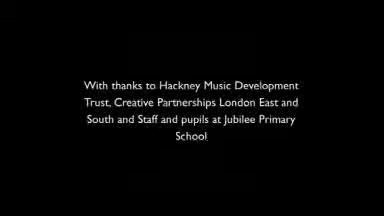 With thanks to Hackney Music Development
Trust, Creative Partnerships London East and
South and Staff and pupils at Jubilee Primary
School